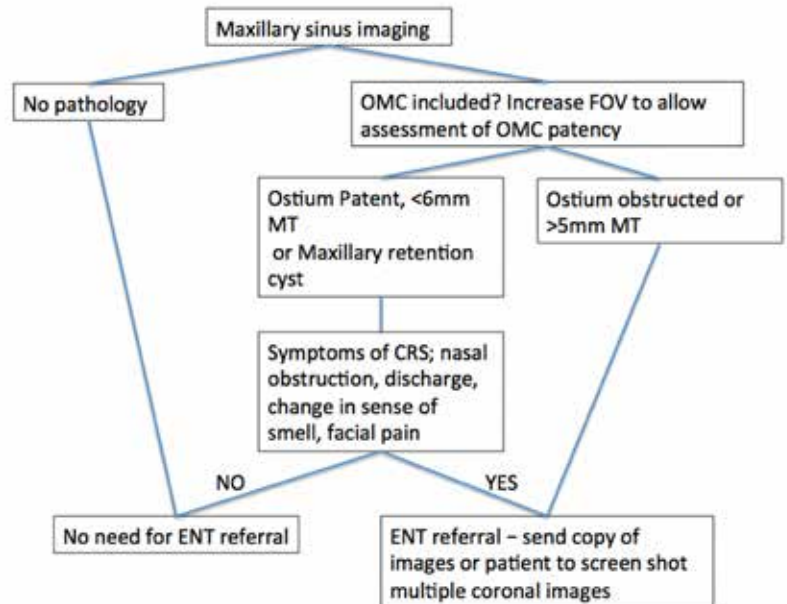 Maxillary sinus imaging
No pathology
OMC included? Increase FOV to allow
assessment of OMC patency
Ostium Patent, <6mm
MT
or Maxillary retention
cyst
Ostium obstructed or
>5mm MT
Symptoms of CRS; nasal
obstruction, discharge,
change in sense of
smell, facial pain
NO
YES
No need for ENT referral
ENT referral – send copy of
images or patient to screen shot
multiple coronal images